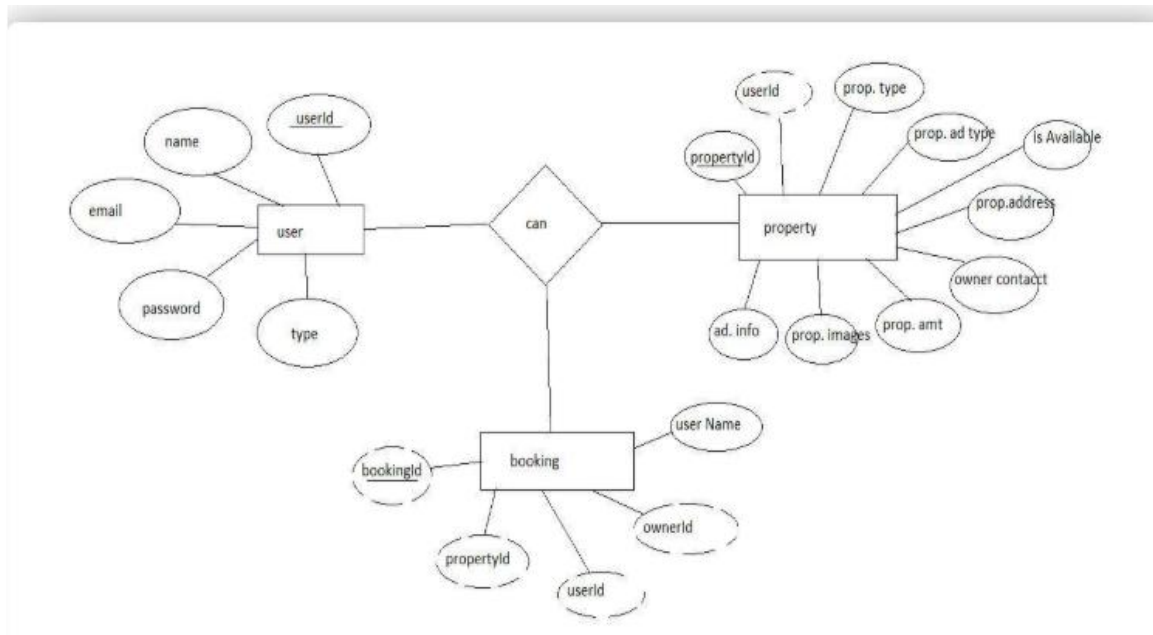 userId
name
email
user
password
type
can
userId
prop. type
prop. ad type
is Available
propertyId
prop.address
property
owner contacct
ad. info
prop. images
prop. amt
user Name
booking
bookingId
ownerId
propertyId
userId